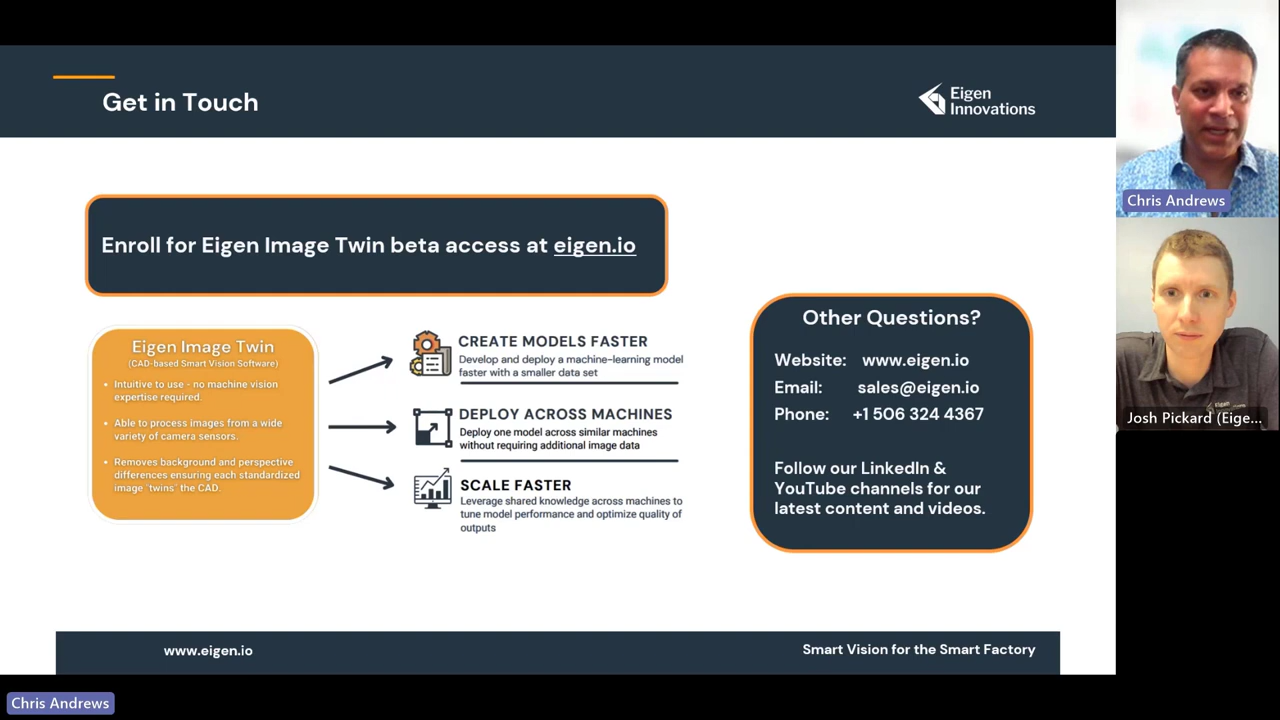 Get in Touch
Eigen
Innovations
Enroll for Eigen Image Twin beta access at eigen.io
Eigen Image Twin
(CAD-based Smart Vision Software)
• Intuitive to use - no machine vision
expertise required.
• Able to process images from a wide
variety of camera sensors.
• Removes background and perspective
differences ensuring each standardized
image "twins" the CAD.
CREATE MODELS FASTER
Develop and deploy a machine-learning model
faster with a smaller data set
DEPLOY ACROSS MACHINES
Deploy one model across similar machines
without requiring additional image data
SCALE FASTER
Leverage shared knowledge across machines to
tune model performance and optimize quality of
outputs
Other Questions?
Website: www.eigen.io
Email: sales@eigen.io
Phone: +1 506 324 4367
Follow our LinkedIn &
YouTube channels for our
latest content and videos.
www.eigen.io
Smart Vision for the Smart Factory
Chris Andrews
Josh Pickard (Eige...
Chris Andrews